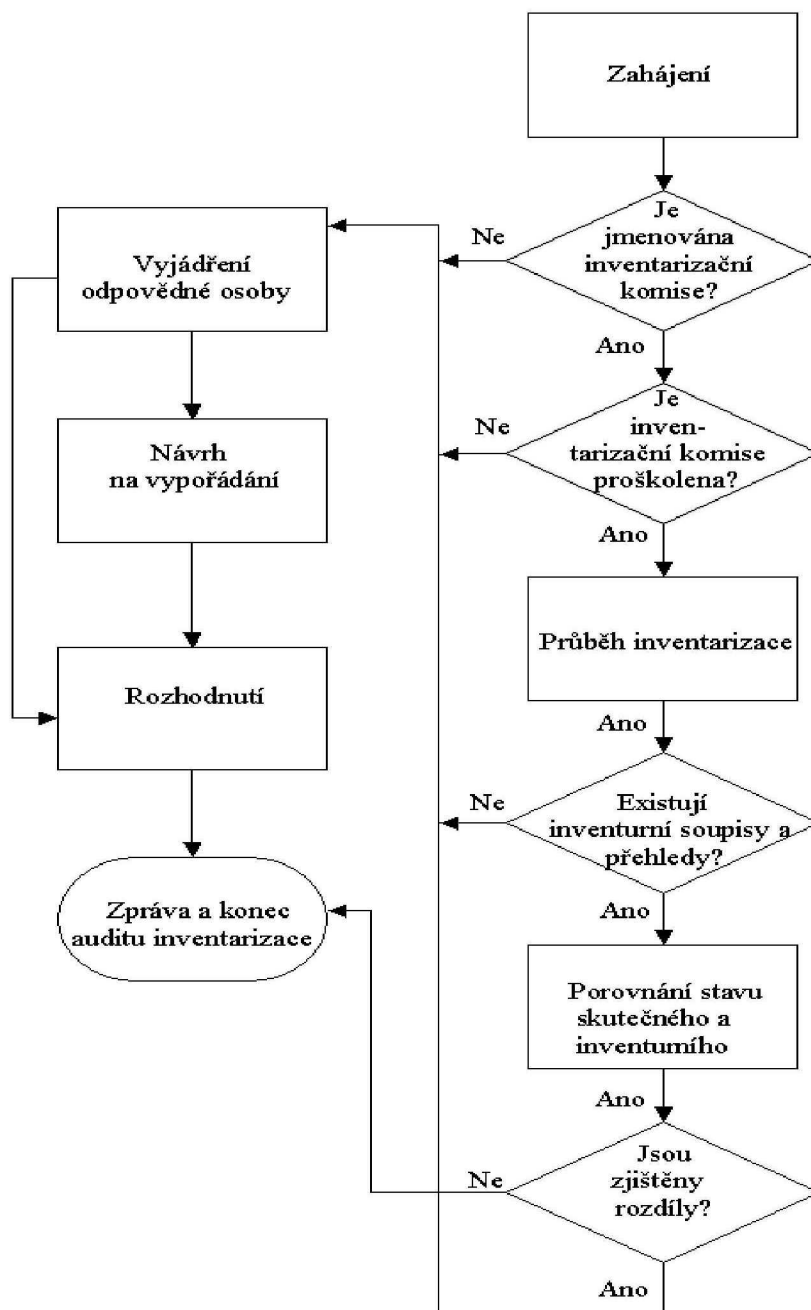 Zahájení
Je
jmenována
inventarizační
komise?
Ne
Ano
Vyjádření
odpovědné osoby
Je
inven-
tarizační komise
proškolena?
Ne
Ano
Návrh
na vypořádání
Průběh inventarizace
Ano
Rozhodnutí
Existují
inventurní soupisy a
přehledy?
Ne
Ano
Zpráva a konec
auditu inventarizace
Porovnání stavu
skutečného a
inventurního
Ano
Jsou
zjištěny
rozdíly?
Ne
Ano